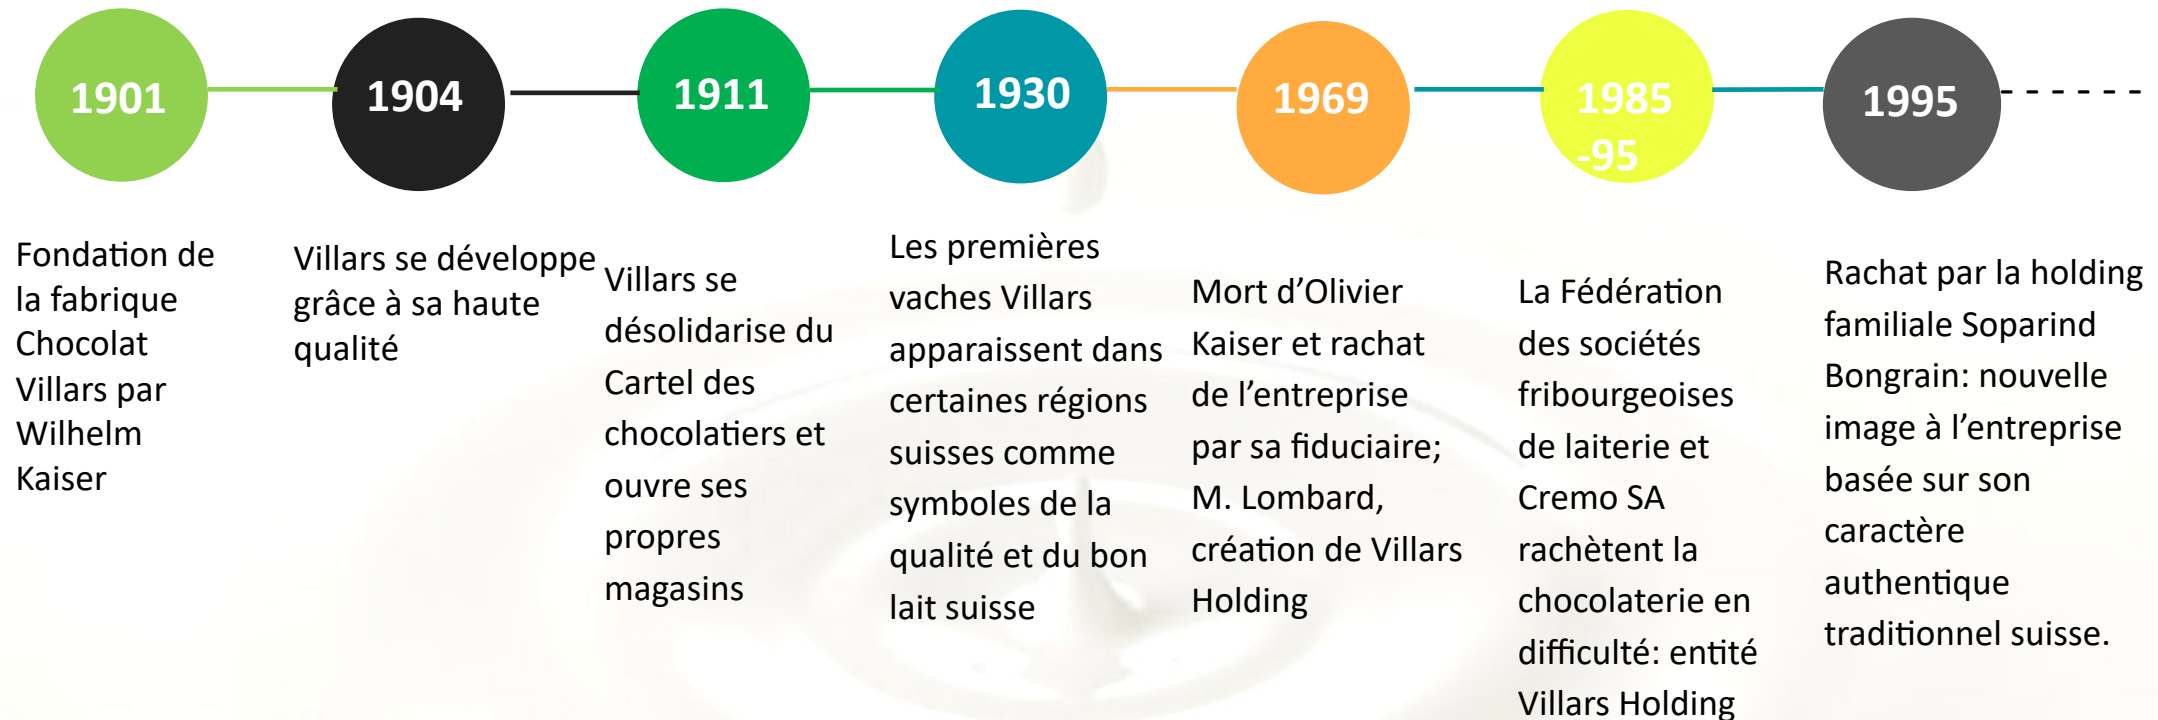 1901
Fondation de
la fabrique
Chocolat
Villars par
Wilhelm
Kaiser
1904
Villars se développe
grâce à sa haute
qualité
1911
Villars se
désolidarise du
Cartel des
chocolatiers et
ouvre ses
propres
magasins
1930
Les premières
vaches Villars
apparaissent dans
certaines régions
suisses comme
symboles de la
qualité et du bon
lait suisse
1969
Mort d’Olivier
Kaiser et rachat
de l’entreprise
par sa fiduciaire;
M. Lombard,
création de Villars
Holding
1985
-95
La Fédération
des sociétés
fribourgeoises
de laiterie et
Cremo SA
rachètent la
chocolaterie en
difficulté: entité
Villars Holding
1995
Rachat par la holding
familiale Soparind
Bongrain: nouvelle
image à l’entreprise
basée sur son
caractère
authentique
traditionnel suisse.